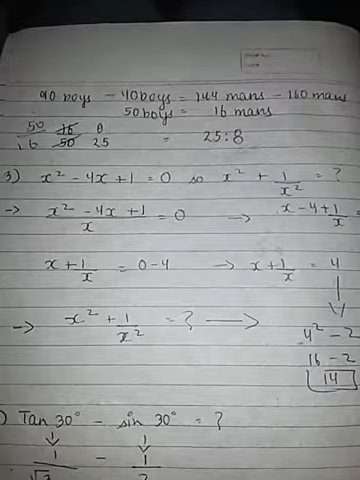 90 boys - 40 boys = 144 mans - 160 mans
50 boys = 16 mans
50/16 16/50 8/25 = 25:8
3) x² - 4x + 1 = 0 so x² + 1/x² = ?
→ x² - 4x + 1/x = 0 → x - 4 + 1/x =
x + 1/x = 0 - 4 → x + 1/x = 4
→ x² + 1/x² = ? →
4² - 2
16 - 2
14
) Tan 30° - sin 30° = ?
1/√3 - 1/2